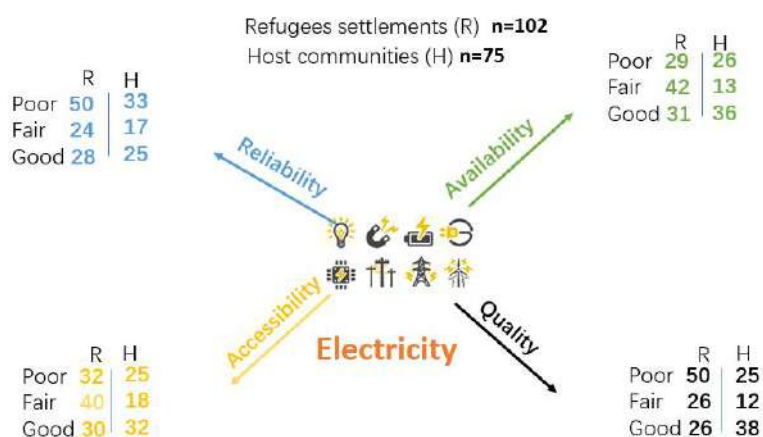 Refugees settlements (R) n=102
Host communities (H) n=75
R H
Poor 50 33
Fair 24 17
Good 28 25
Reliability
R H
Poor 29 26
Fair 42 13
Good 31 36
Availability
Accessibility
Electricity
Quality
R H
Poor 32 25
Fair 40 18
Good 30 32
R H
Poor 50 25
Fair 26 12
Good 26 38